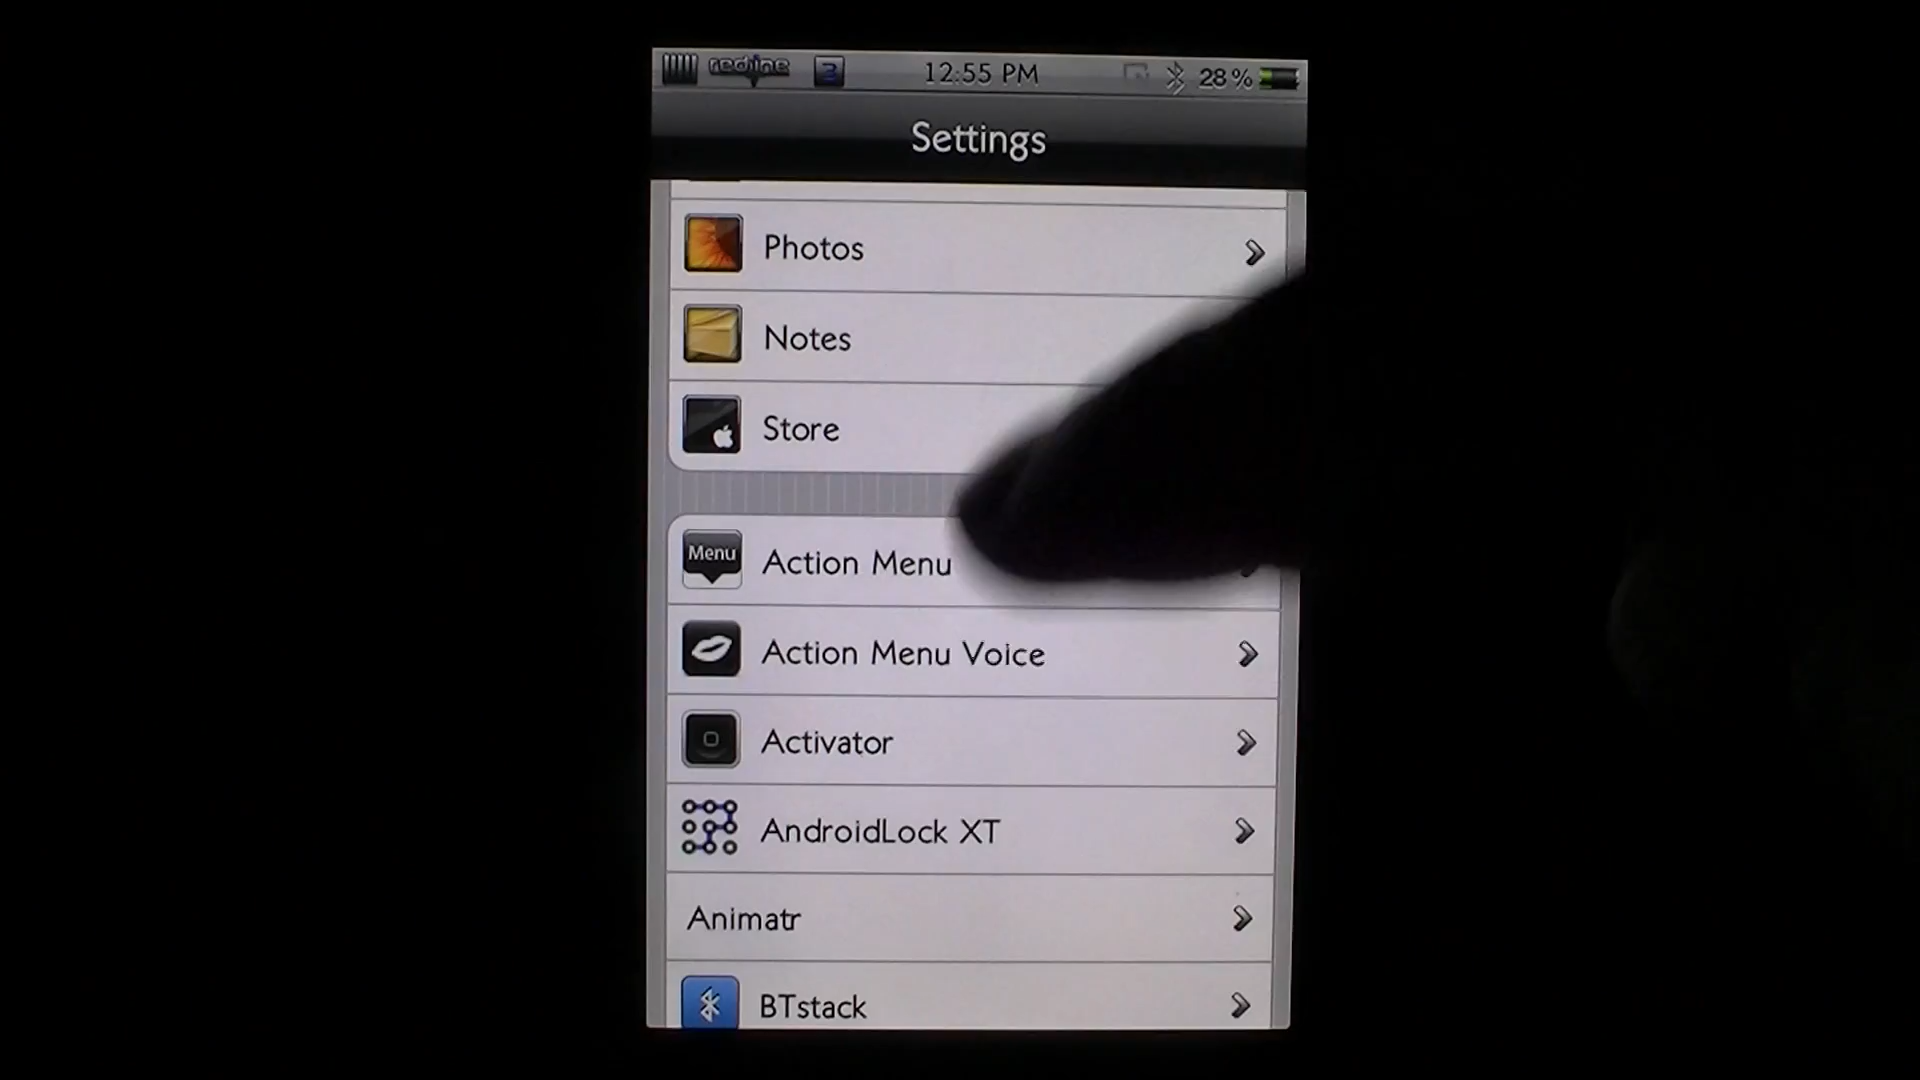 redline 3 12:55 PM 28%
Settings
Photos
Notes
Store
Menu Action Menu
Action Menu Voice
Activator
AndroidLock XT
Animatr
BTstack